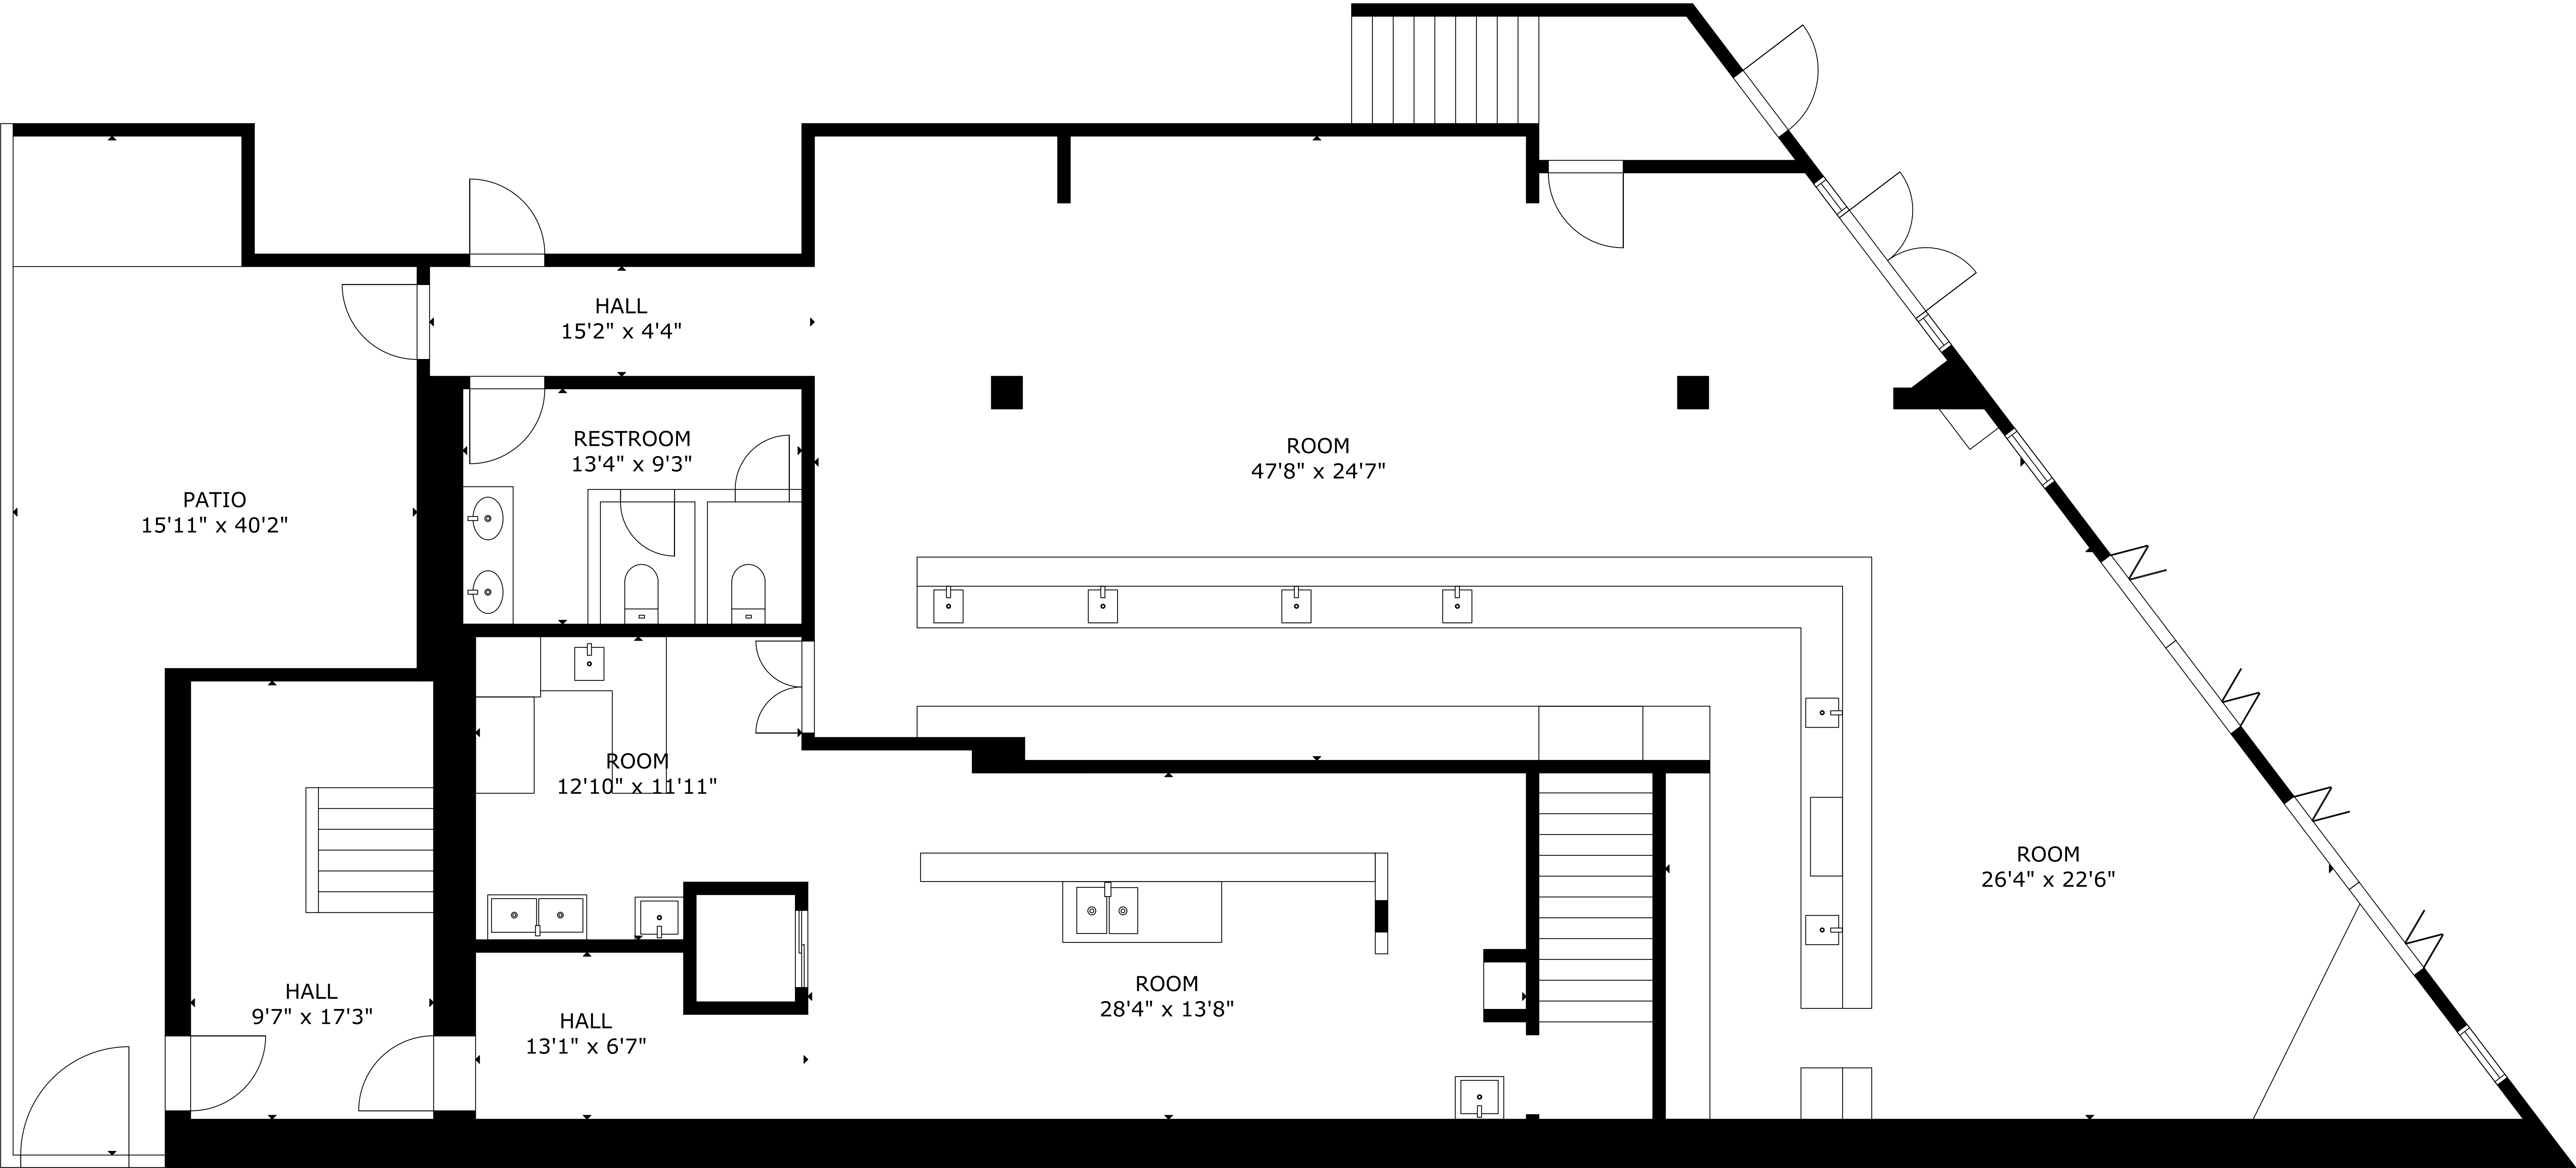 HALL
15'2" x 4'4"
RESTROOM
13'4" x 9'3"
ROOM
47'8" x 24'7"
PATIO
15'11" x 40'2"
ROOM
12'10" x 11'11"
ROOM
26'4" x 22'6"
HALL
9'7" x 17'3"
ROOM
28'4" x 13'8"
HALL
13'1" x 6'7"